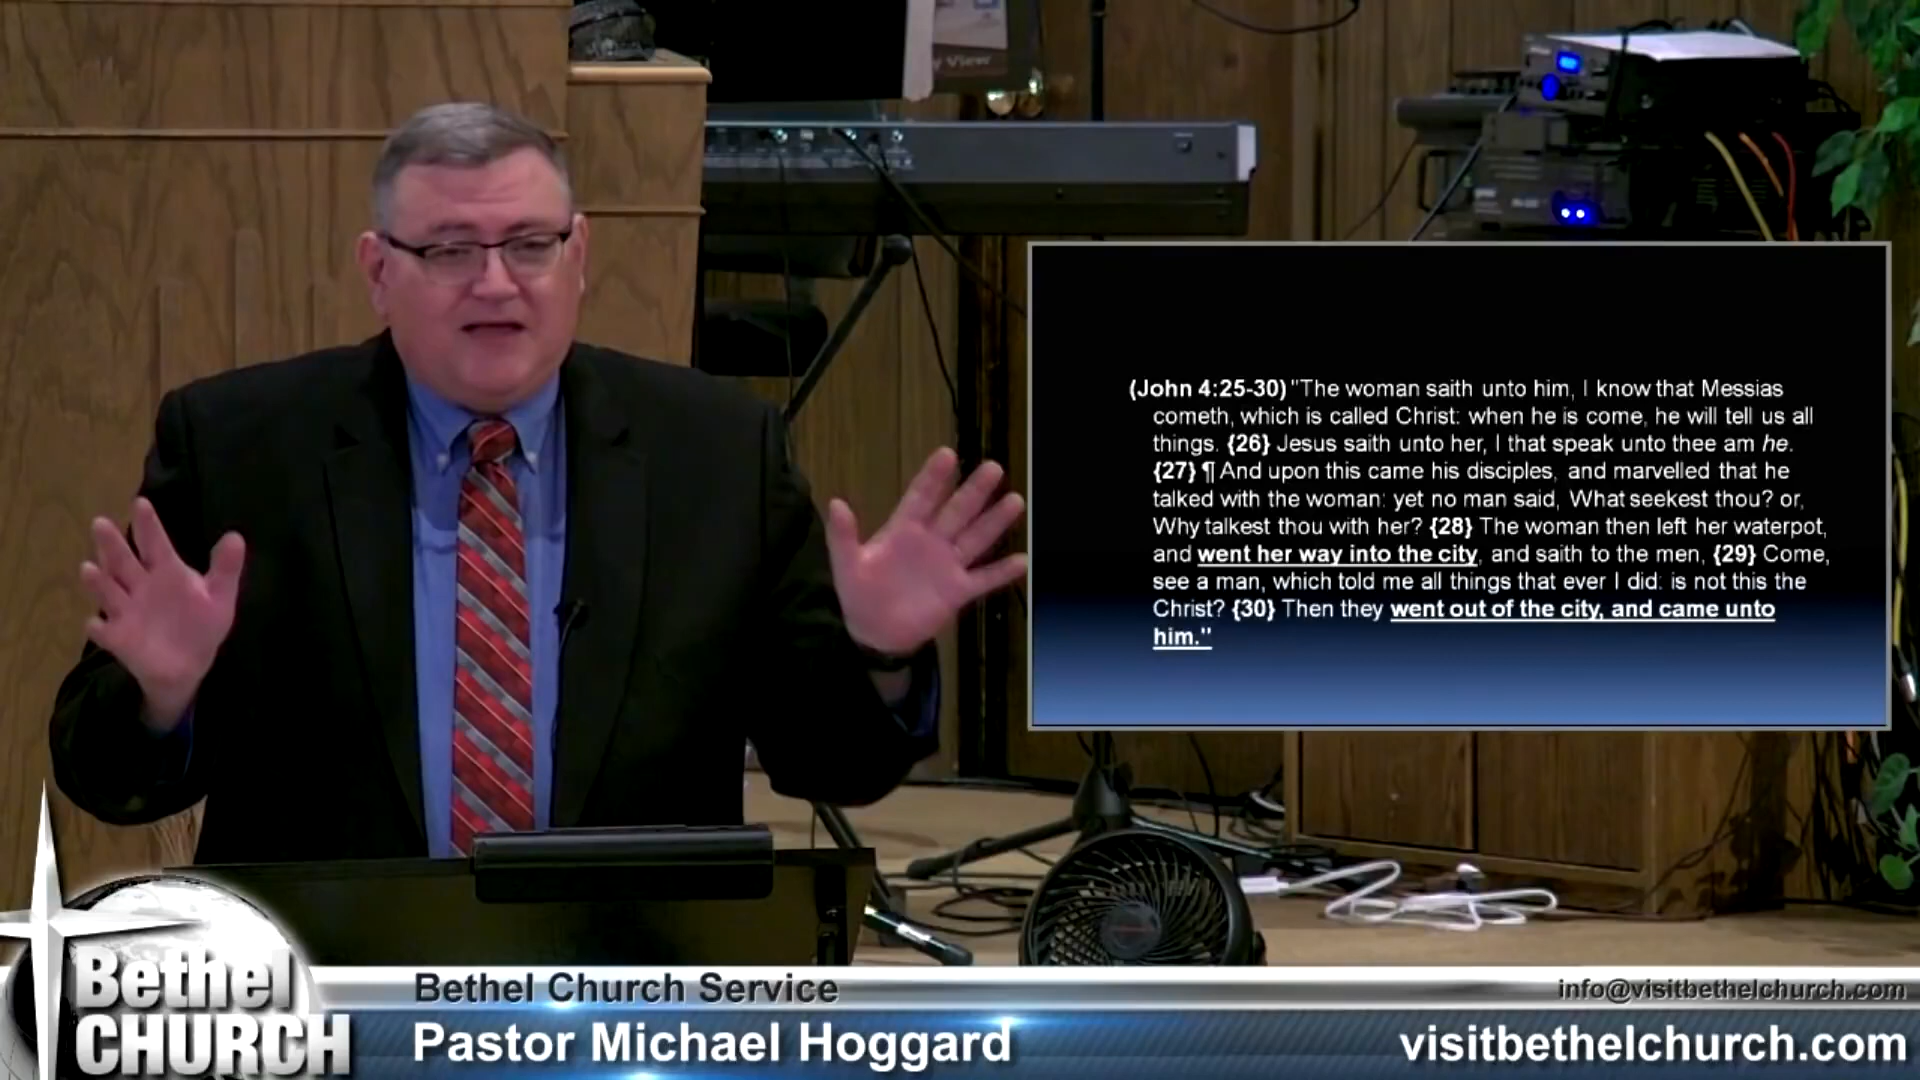 y View
(John 4:25-30) "The woman saith unto him, I know that Messias
cometh, which is called Christ: when he is come, he will tell us all
things. {26} Jesus saith unto her, I that speak unto thee am he.
{27} ¶ And upon this came his disciples, and marvelled that he
talked with the woman: yet no man said, What seekest thou? or,
Why talkest thou with her? {28} The woman then left her waterpot,
and went her way into the city, and saith to the men, {29} Come,
see a man, which told me all things that ever I did: is not this the
Christ? {30} Then they went out of the city, and came unto
him."
Bethel
CHURCH
Bethel Church Service
Pastor Michael Hoggard
info@visitbethelchurch.com
visitbethelchurch.com